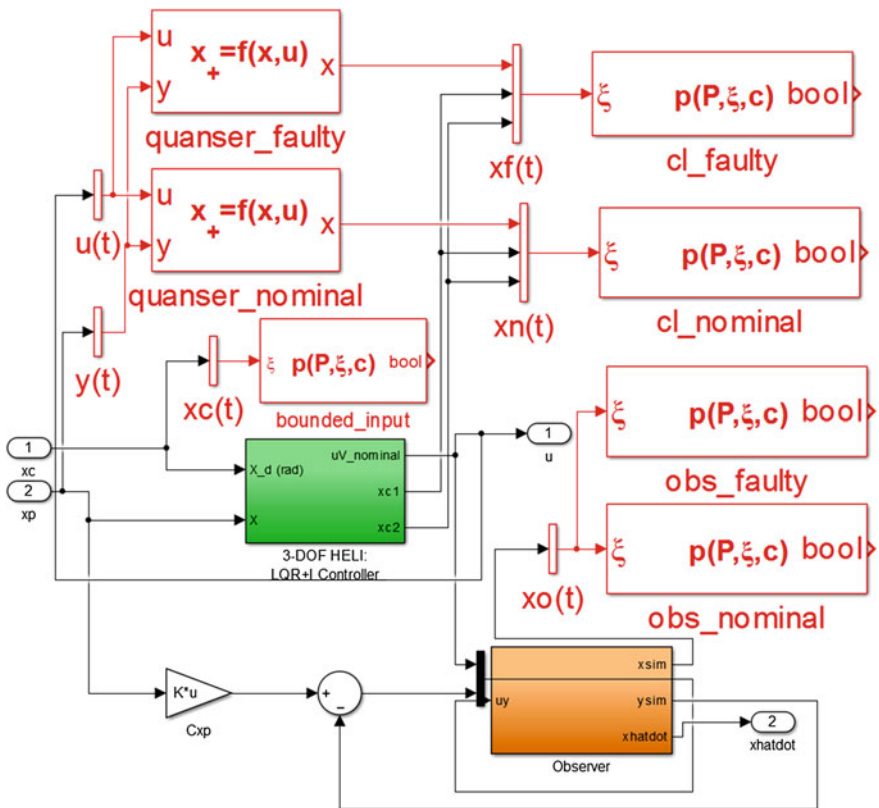 u
x₊=f(x,u)
x
y
quanser_faulty
ξ
p(P,ξ,c)
bool
cl_faulty
xf(t)
u
x₊=f(x,u)
x
y
quanser_nominal
u(t)
ξ
p(P,ξ,c)
bool
cl_nominal
xn(t)
y(t)
ξ
p(P,ξ,c)
bool
bounded_input
xc(t)
1
xc
2
xp
X_d (rad)
X
uV_nominal
xc1
xc2
3-DOF HELI:
LQR+I Controller
1
u
ξ
p(P,ξ,c)
bool
obs_faulty
ξ
p(P,ξ,c)
bool
obs_nominal
xo(t)
K*u
Cxp
+
−
uy
xsim
ysim
xhatdot
Observer
2
xhatdot